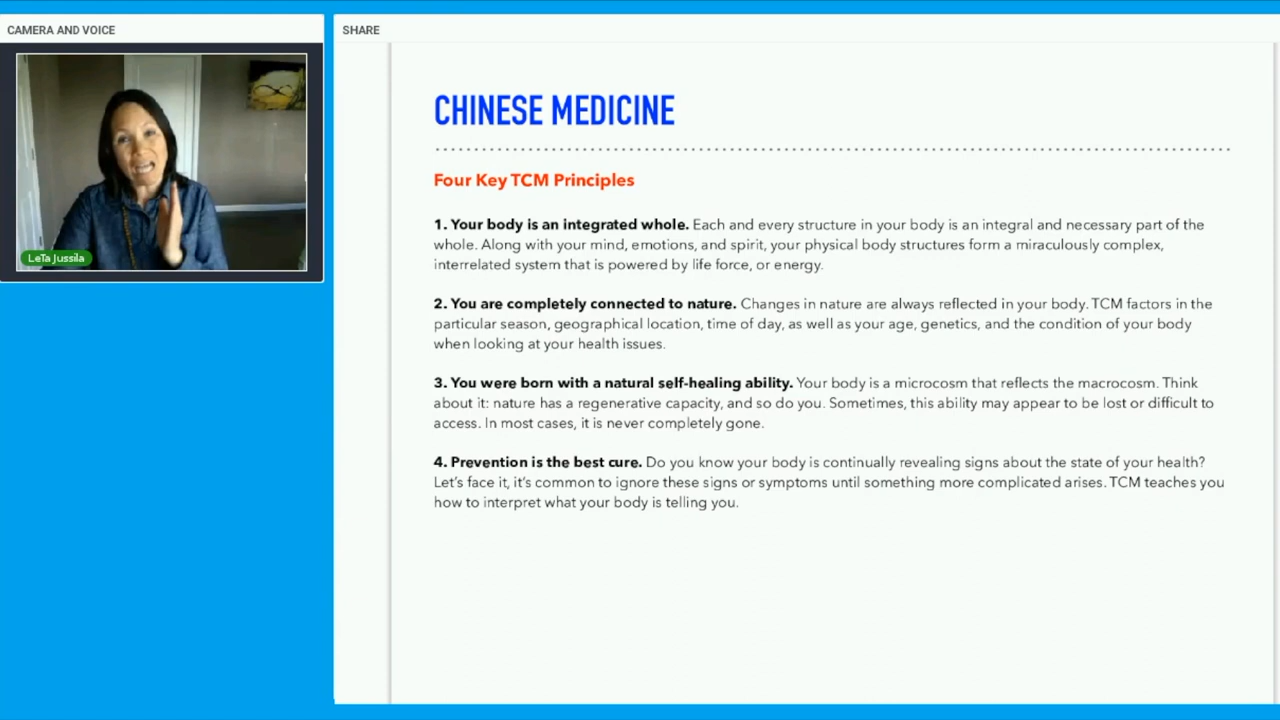 CAMERA AND VOICE
LeTa Jussila
SHARE
CHINESE MEDICINE
Four Key TCM Principles
1. Your body is an integrated whole. Each and every structure in your body is an integral and necessary part of the
whole. Along with your mind, emotions, and spirit, your physical body structures form a miraculously complex,
interrelated system that is powered by life force, or energy.
2. You are completely connected to nature. Changes in nature are always reflected in your body. TCM factors in the
particular season, geographical location, time of day, as well as your age, genetics, and the condition of your body
when looking at your health issues.
3. You were born with a natural self-healing ability. Your body is a microcosm that reflects the macrocosm. Think
about it: nature has a regenerative capacity, and so do you. Sometimes, this ability may appear to be lost or difficult to
access. In most cases, it is never completely gone.
4. Prevention is the best cure. Do you know your body is continually revealing signs about the state of your health?
Let's face it, it's common to ignore these signs or symptoms until something more complicated arises. TCM teaches you
how to interpret what your body is telling you.